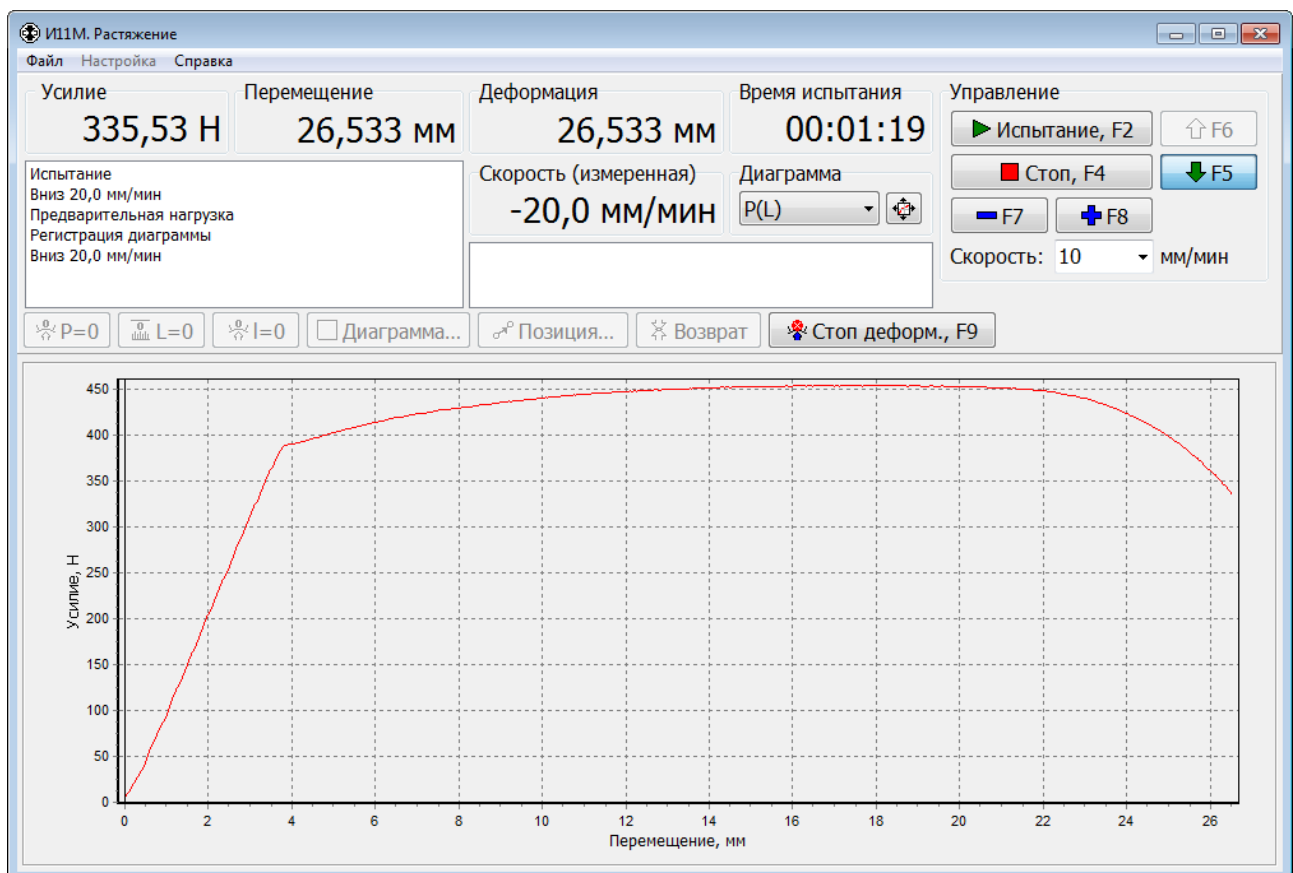 И11М. Растяжение
Файл Настройка Справка
Усилие Перемещение Деформация Время испытания Управление
335,53 Н 26,533 мм 26,533 мм 00:01:19
Испытание, F2 F6
Испытание
Вниз 20,0 мм/мин
Предварительная нагрузка
Регистрация диаграммы
Вниз 20,0 мм/мин
Скорость (измеренная) Диаграмма
-20,0 мм/мин P(L)
Стоп, F4 F5
F7 F8
Скорость: 10 мм/мин
P=0 L=0 l=0 Диаграмма... Позиция... Возврат Стоп деформ., F9
Усилие, Н
450
400
350
300
250
200
150
100
50
0
0 2 4 6 8 10 12 14 16 18 20 22 24 26
Перемещение, мм